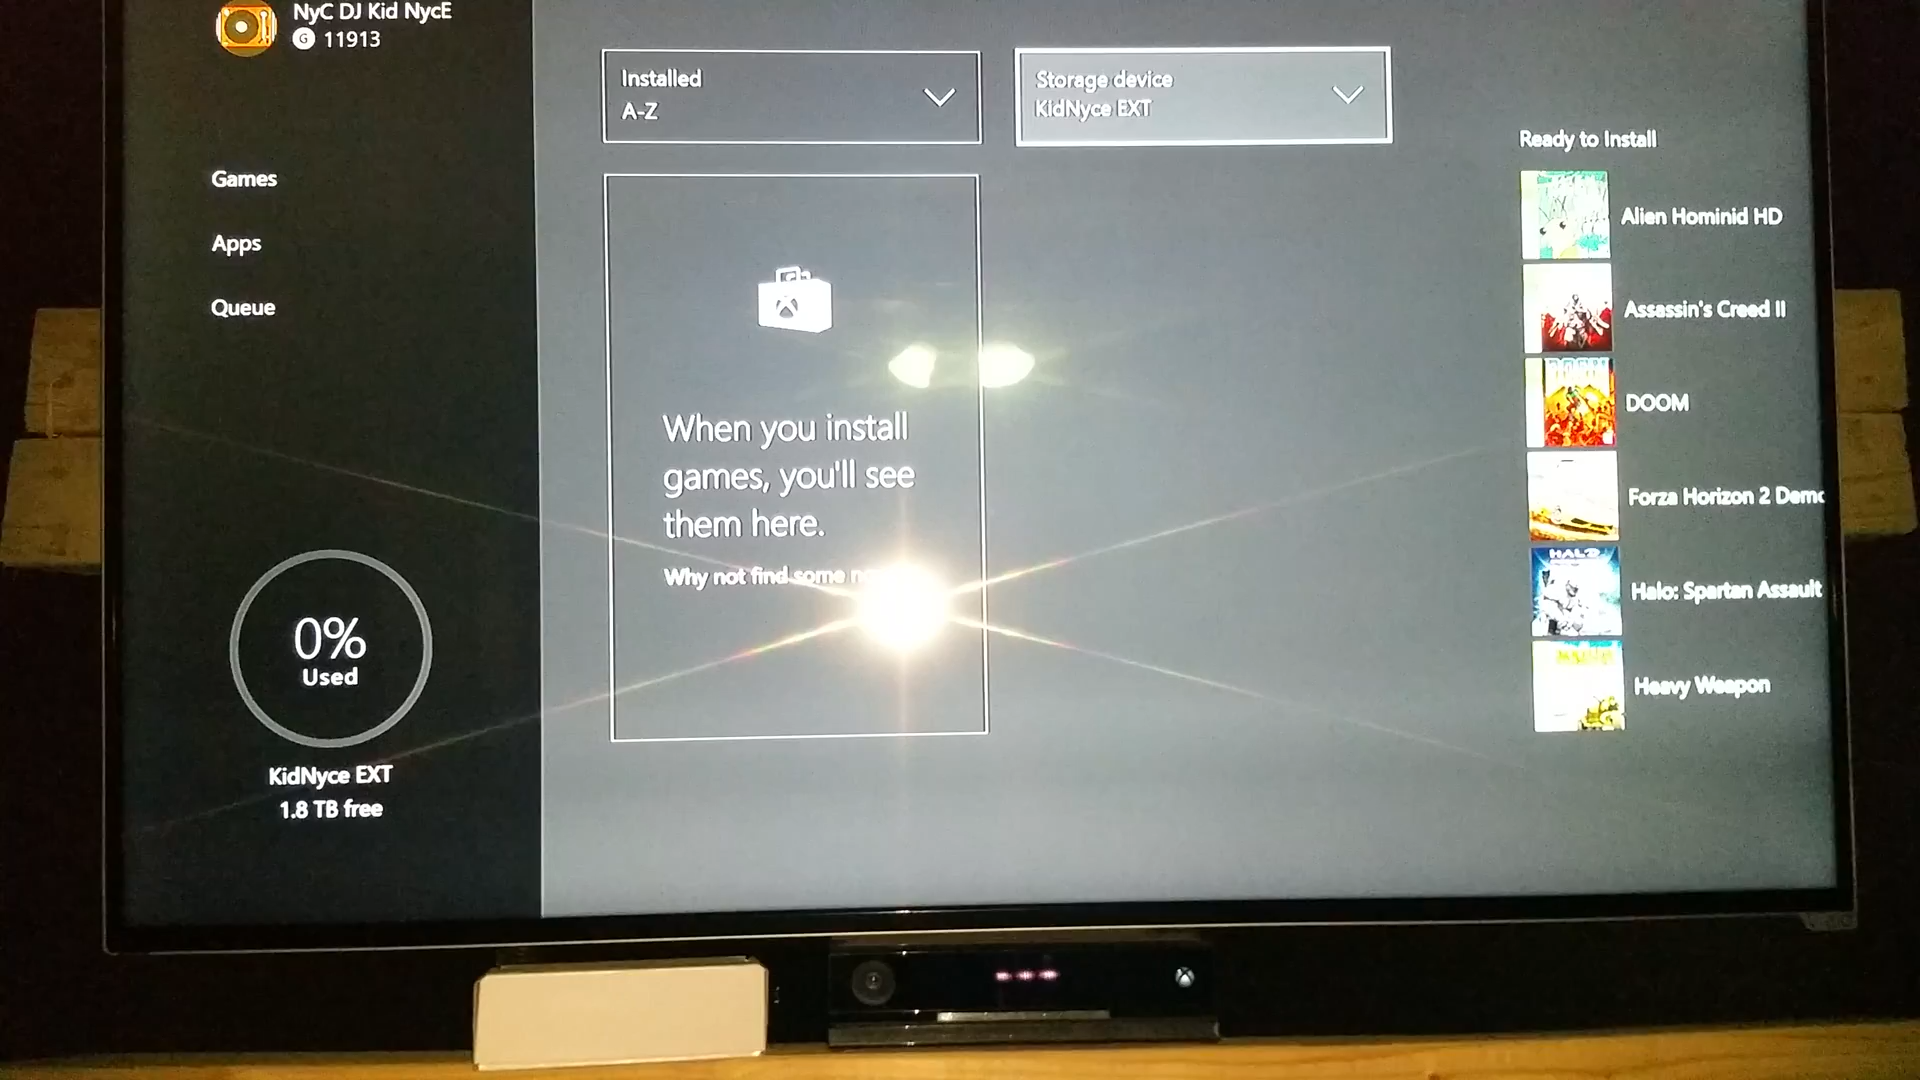 NyC DJ Kid NycE
G 11913
Games
Apps
Queue
0%
Used
KidNyce EXT
1.8 TB free
Installed
A-Z
Storage device
KidNyce EXT
When you install
games, you'll see
them here.
Why not find some
Ready to Install
Alien Hominid HD
Assassin's Creed II
DOOM
DOOM
Forza Horizon 2 Demo
HALO
Halo: Spartan Assault
Heavy Weapon